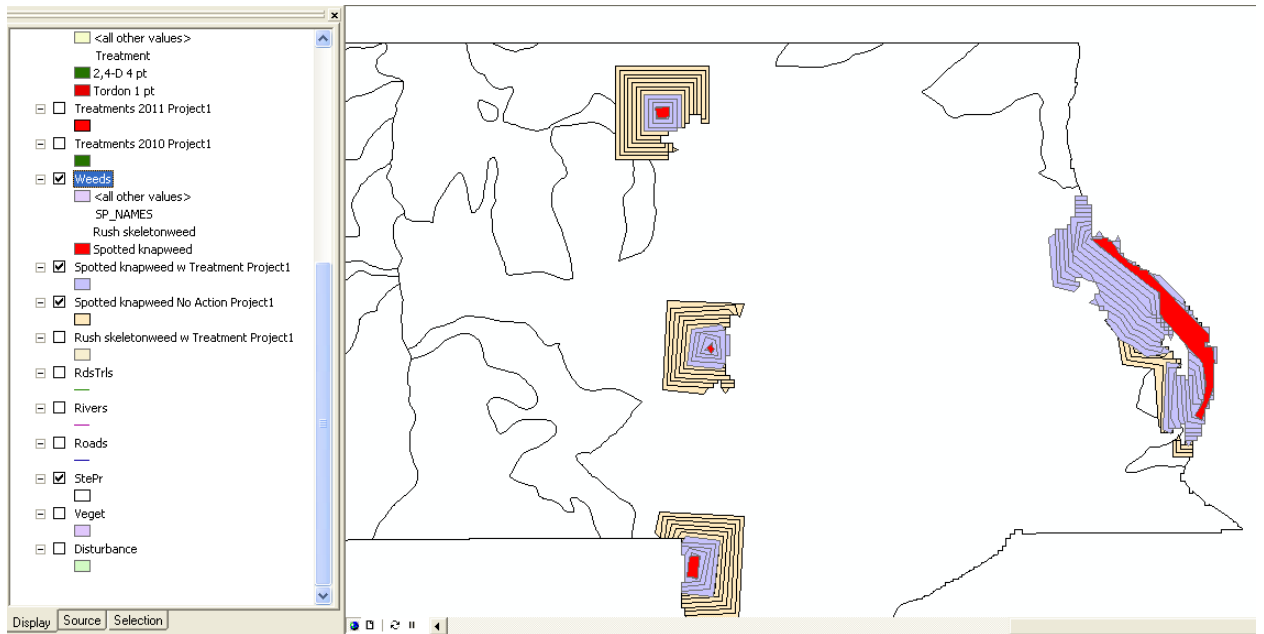 <all other values>
Treatment
2,4-D 4 pt
Tordon 1 pt
Treatments 2011 Project1
Treatments 2010 Project1
Weeds
<all other values>
SP_NAMES
Rush skeletonweed
Spotted knapweed
Spotted knapweed w Treatment Project1
Spotted knapweed No Action Project1
Rush skeletonweed w Treatment Project1
RdsTrls
Rivers
Roads
StePr
Veget
Disturbance
Display Source Selection